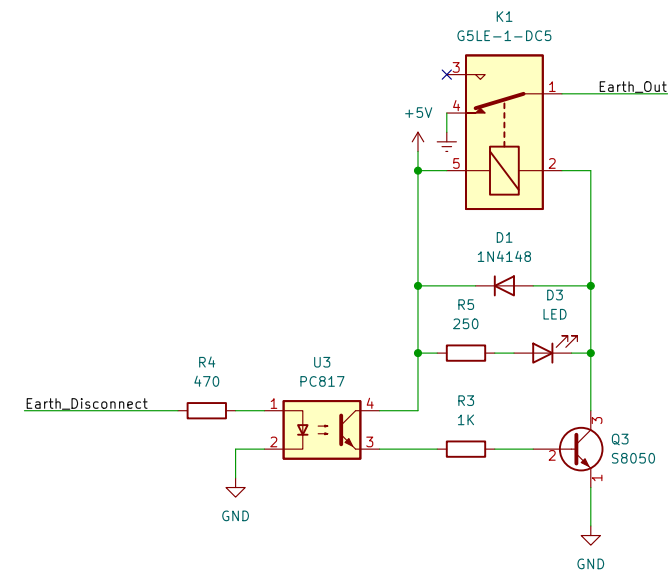 K1
G5LE-1-DC5
3
1
Earth_Out
4
+5V
5
2
D1
1N4148
D3
LED
R5
250
R4
470
U3
PC817
Earth_Disconnect
1
4
R3
1K
3
2
3
Q3
2
S8050
1
GND
GND